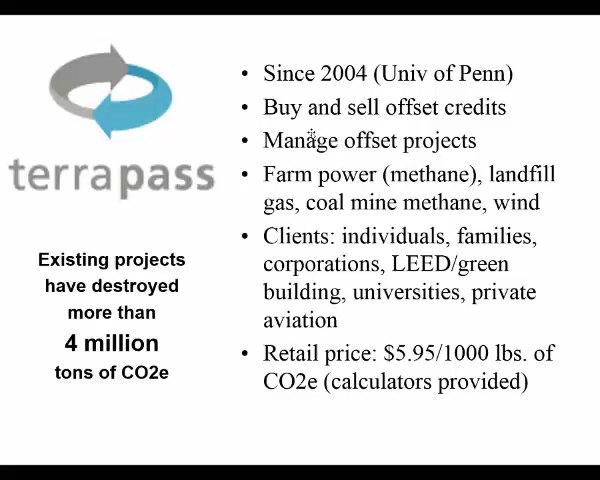 terrapass
Existing projects
have destroyed
more than
4 million
tons of CO2e
• Since 2004 (Univ of Penn)
• Buy and sell offset credits
• Manage offset projects
• Farm power (methane), landfill
gas, coal mine methane, wind
• Clients: individuals, families,
corporations, LEED/green
building, universities, private
aviation
• Retail price: $5.95/1000 lbs. of
CO2e (calculators provided)